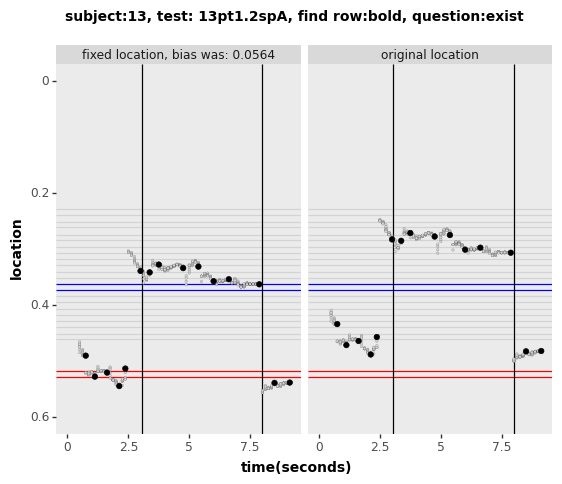 subject:13, test: 13pt1.2spA, find row:bold, question:exist
fixed location, bias was: 0.0564
original location
0
0.2
0.4
0.6
location
0 2.5 5 7.5
0 2.5 5 7.5
time(seconds)